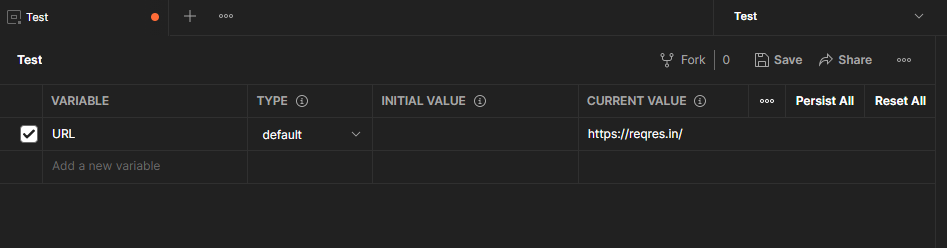 Test
Test
Test
Fork 0 Save Share
VARIABLE TYPE INITIAL VALUE CURRENT VALUE Persist All Reset All
URL default https://reqres.in/
Add a new variable